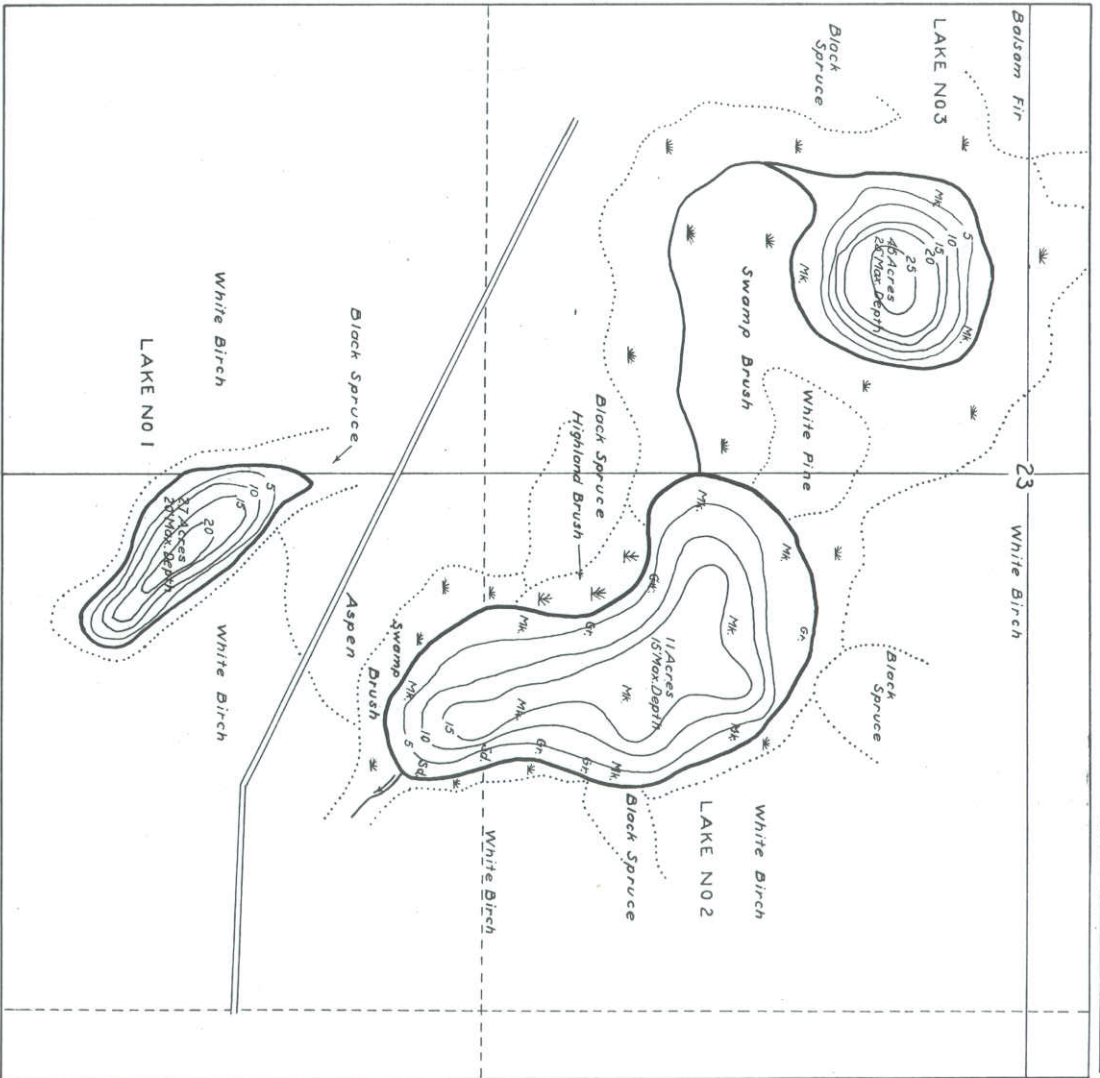 Balsam Fir
23
White Birch
LAKE NO 3
Mk.
Mk.
5
10
15
20
25
Acres
Max. Depth
Black
Spruce
Black
Spruce
Mk.
White Pine
Mk.
Gr.
Swamp Brush
White Birch
LAKE NO 2
Mk.
Mk.
Mk.
11 Acres
15' Max. Depth
Mk.
Gr.
Mk.
Black Spruce
Black Spruce
Highland Brush
Gr.
Gr.
Gr.
Mk.
Mk.
Sd.
White Birch
15
10
5
Mk.
Sd.
Swamp
Brush
Aspen
Black Spruce
White Birch
White Birch
LAKE NO 1
5
10
15
20
Acres
20' Max. Depth